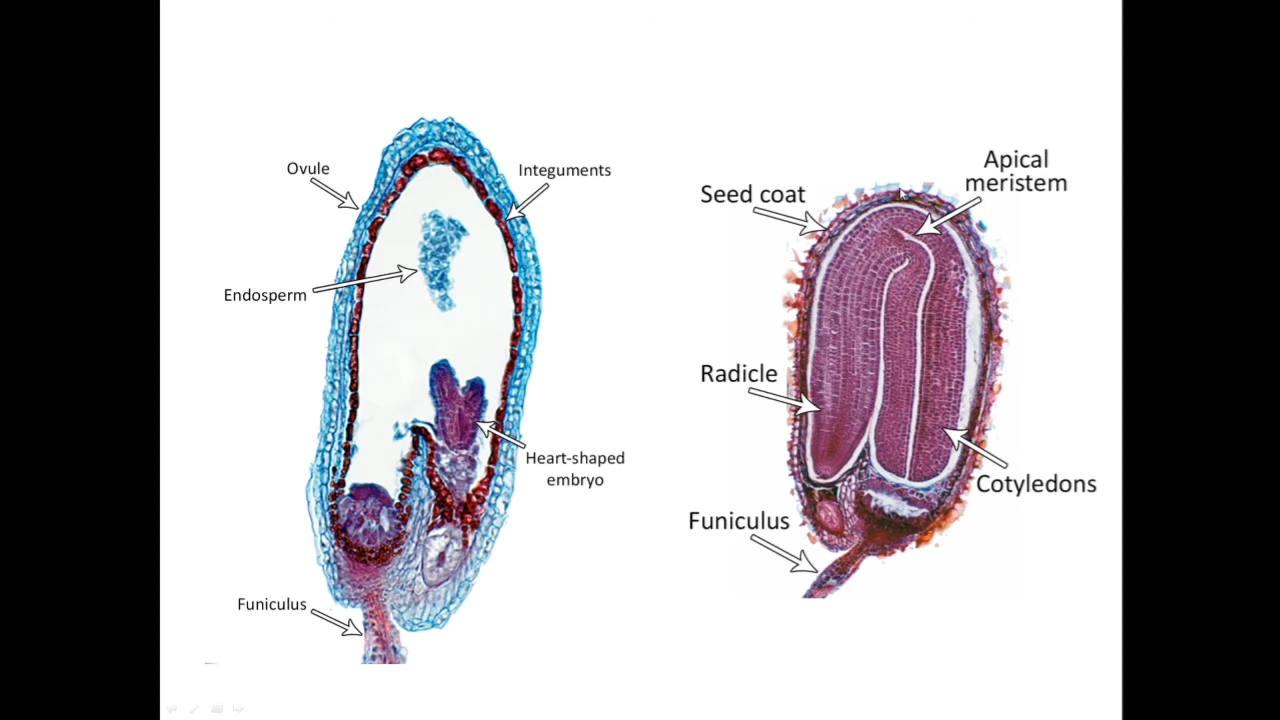 Ovule
Integuments
Endosperm
Heart-shaped
embryo
Funiculus
Apical
meristem
Seed coat
Radicle
Cotyledons
Funiculus